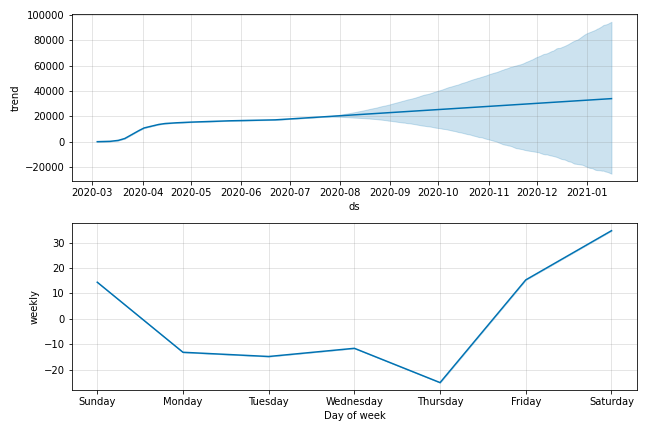 100000
80000
60000
40000
20000
0
−20000
trend
2020-03 2020-04 2020-05 2020-06 2020-07 2020-08 2020-09 2020-10 2020-11 2020-12 2021-01
ds
30
20
10
0
−10
−20
weekly
Sunday Monday Tuesday Wednesday Thursday Friday Saturday
Day of week